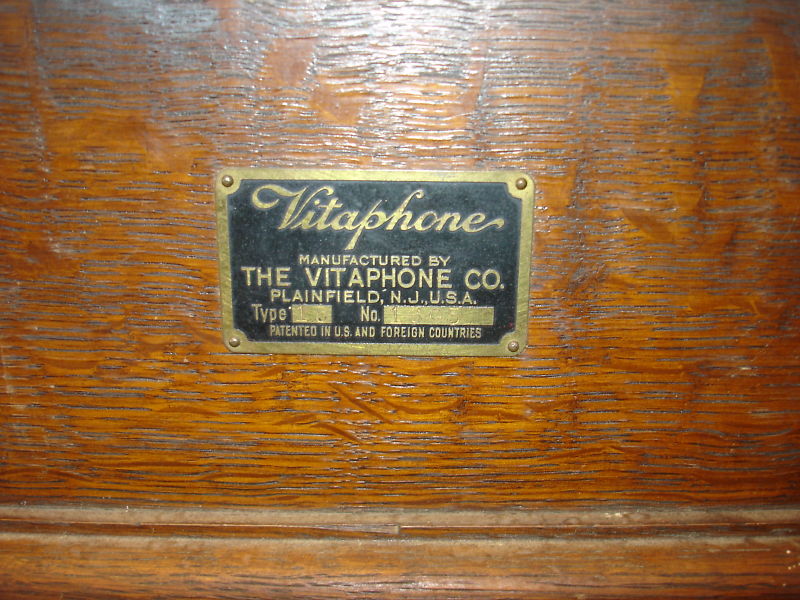 Vitaphone
MANUFACTURED BY
THE VITAPHONE CO.
PLAINFIELD, N.J., U.S.A.
Type No.
PATENTED IN U.S. AND FOREIGN COUNTRIES